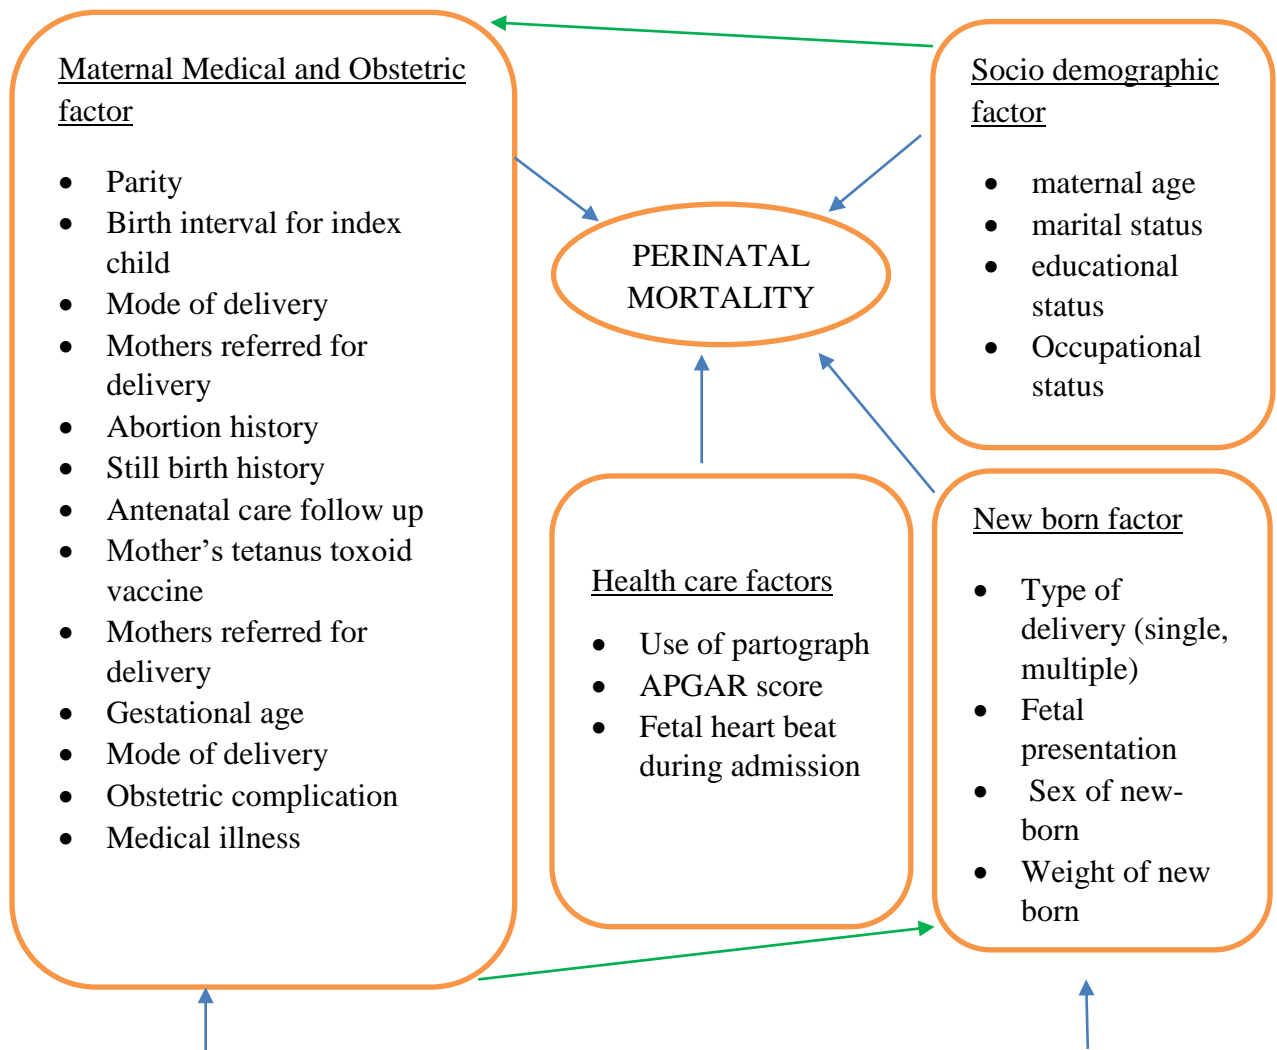 Maternal Medical and Obstetric
factor
• Parity
• Birth interval for index
child
• Mode of delivery
• Mothers referred for
delivery
• Abortion history
• Still birth history
• Antenatal care follow up
• Mother’s tetanus toxoid
vaccine
• Mothers referred for
delivery
• Gestational age
• Mode of delivery
• Obstetric complication
• Medical illness
PERINATAL
MORTALITY
Socio demographic
factor
• maternal age
• marital status
• educational
status
• Occupational
status
Health care factors
• Use of partograph
• APGAR score
• Fetal heart beat
during admission
New born factor
• Type of
delivery (single,
multiple)
• Fetal
presentation
• Sex of new-
born
• Weight of new
born